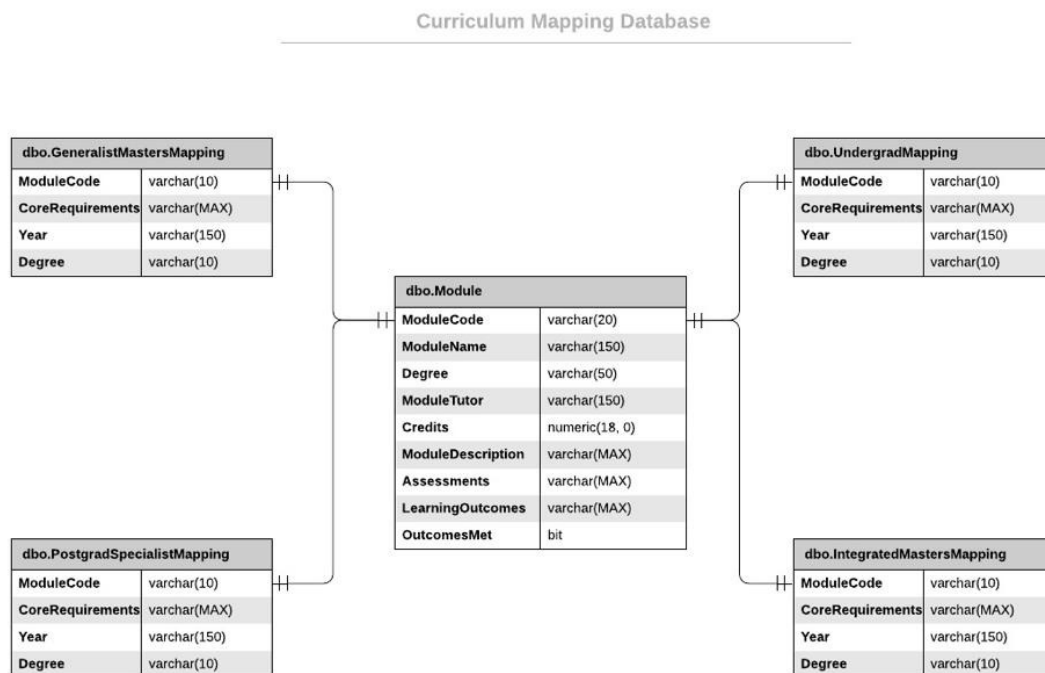 Curriculum Mapping Database
dbo.GeneralistMastersMapping
ModuleCode varchar(10)
CoreRequirements varchar(MAX)
Year varchar(150)
Degree varchar(10)
dbo.UndergradMapping
ModuleCode varchar(10)
CoreRequirements varchar(MAX)
Year varchar(150)
Degree varchar(10)
dbo.Module
ModuleCode varchar(20)
ModuleName varchar(150)
Degree varchar(50)
ModuleTutor varchar(150)
Credits numeric(18, 0)
ModuleDescription varchar(MAX)
Assessments varchar(MAX)
LearningOutcomes varchar(MAX)
OutcomesMet bit
dbo.PostgradSpecialistMapping
ModuleCode varchar(10)
CoreRequirements varchar(MAX)
Year varchar(150)
Degree varchar(10)
dbo.IntegratedMastersMapping
ModuleCode varchar(10)
CoreRequirements varchar(MAX)
Year varchar(150)
Degree varchar(10)